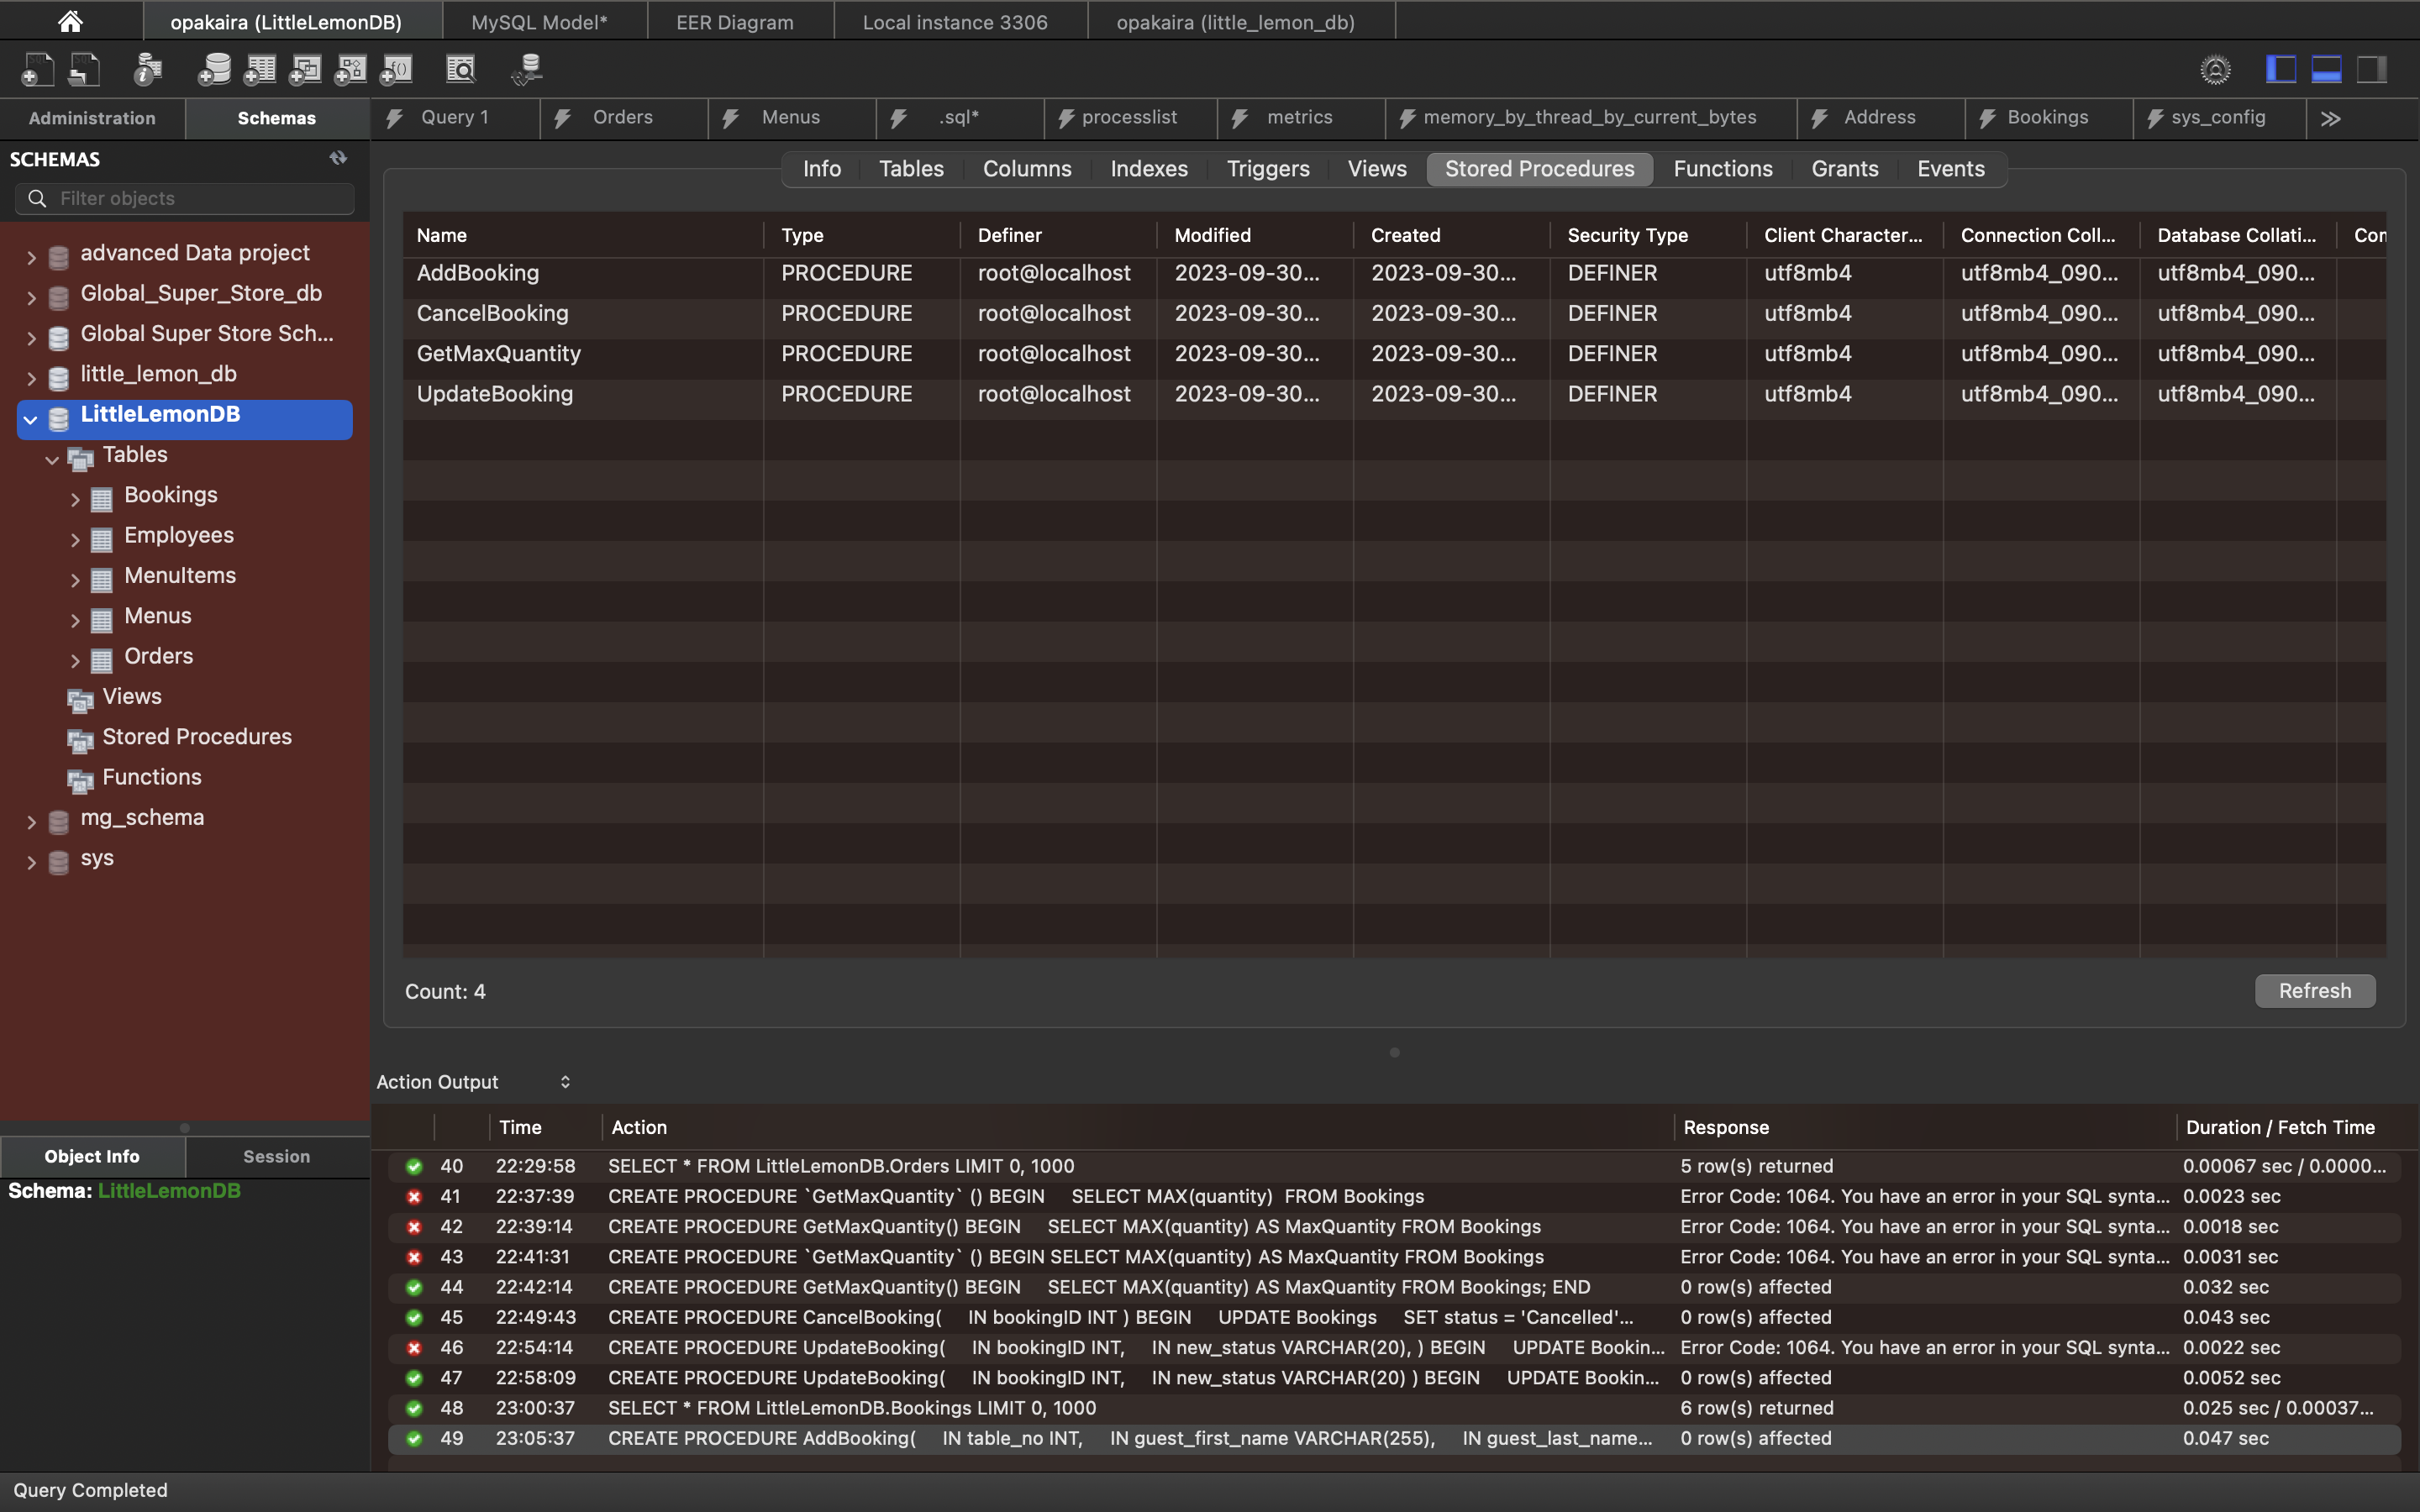 opakaira (LittleLemonDB) MySQL Model* EER Diagram Local instance 3306 opakaira (little_lemon_db)
Administration Schemas Query 1 Orders Menus .sql* processlist metrics memory_by_thread_by_current_bytes Address Bookings sys_config
SCHEMAS
Filter objects
advanced Data project
Global_Super_Store_db
Global Super Store Sch...
little_lemon_db
LittleLemonDB
Tables
Bookings
Employees
MenuItems
Menus
Orders
Views
Stored Procedures
Functions
mg_schema
sys
Object Info Session
Schema: LittleLemonDB
Info Tables Columns Indexes Triggers Views Stored Procedures Functions Grants Events
Name Type Definer Modified Created Security Type Client Character... Connection Coll... Database Collati... Con
AddBooking PROCEDURE root@localhost 2023-09-30... 2023-09-30... DEFINER utf8mb4 utf8mb4_090... utf8mb4_090...
CancelBooking PROCEDURE root@localhost 2023-09-30... 2023-09-30... DEFINER utf8mb4 utf8mb4_090... utf8mb4_090...
GetMaxQuantity PROCEDURE root@localhost 2023-09-30... 2023-09-30... DEFINER utf8mb4 utf8mb4_090... utf8mb4_090...
UpdateBooking PROCEDURE root@localhost 2023-09-30... 2023-09-30... DEFINER utf8mb4 utf8mb4_090... utf8mb4_090...
Count: 4 Refresh
Action Output
Time Action Response Duration / Fetch Time
40 22:29:58 SELECT * FROM LittleLemonDB.Orders LIMIT 0, 1000 5 row(s) returned 0.00067 sec / 0.0000...
41 22:37:39 CREATE PROCEDURE `GetMaxQuantity` () BEGIN SELECT MAX(quantity) FROM Bookings Error Code: 1064. You have an error in your SQL synta... 0.0023 sec
42 22:39:14 CREATE PROCEDURE GetMaxQuantity() BEGIN SELECT MAX(quantity) AS MaxQuantity FROM Bookings Error Code: 1064. You have an error in your SQL synta... 0.0018 sec
43 22:41:31 CREATE PROCEDURE `GetMaxQuantity` () BEGIN SELECT MAX(quantity) AS MaxQuantity FROM Bookings Error Code: 1064. You have an error in your SQL synta... 0.0031 sec
44 22:42:14 CREATE PROCEDURE GetMaxQuantity() BEGIN SELECT MAX(quantity) AS MaxQuantity FROM Bookings; END 0 row(s) affected 0.032 sec
45 22:49:43 CREATE PROCEDURE CancelBooking( IN bookingID INT ) BEGIN UPDATE Bookings SET status = 'Cancelled'... 0 row(s) affected 0.043 sec
46 22:54:14 CREATE PROCEDURE UpdateBooking( IN bookingID INT, IN new_status VARCHAR(20), ) BEGIN UPDATE Bookin... Error Code: 1064. You have an error in your SQL synta... 0.0022 sec
47 22:58:09 CREATE PROCEDURE UpdateBooking( IN bookingID INT, IN new_status VARCHAR(20) ) BEGIN UPDATE Bookin... 0 row(s) affected 0.0052 sec
48 23:00:37 SELECT * FROM LittleLemonDB.Bookings LIMIT 0, 1000 6 row(s) returned 0.025 sec / 0.00037...
49 23:05:37 CREATE PROCEDURE AddBooking( IN table_no INT, IN guest_first_name VARCHAR(255), IN guest_last_name... 0 row(s) affected 0.047 sec
Query Completed